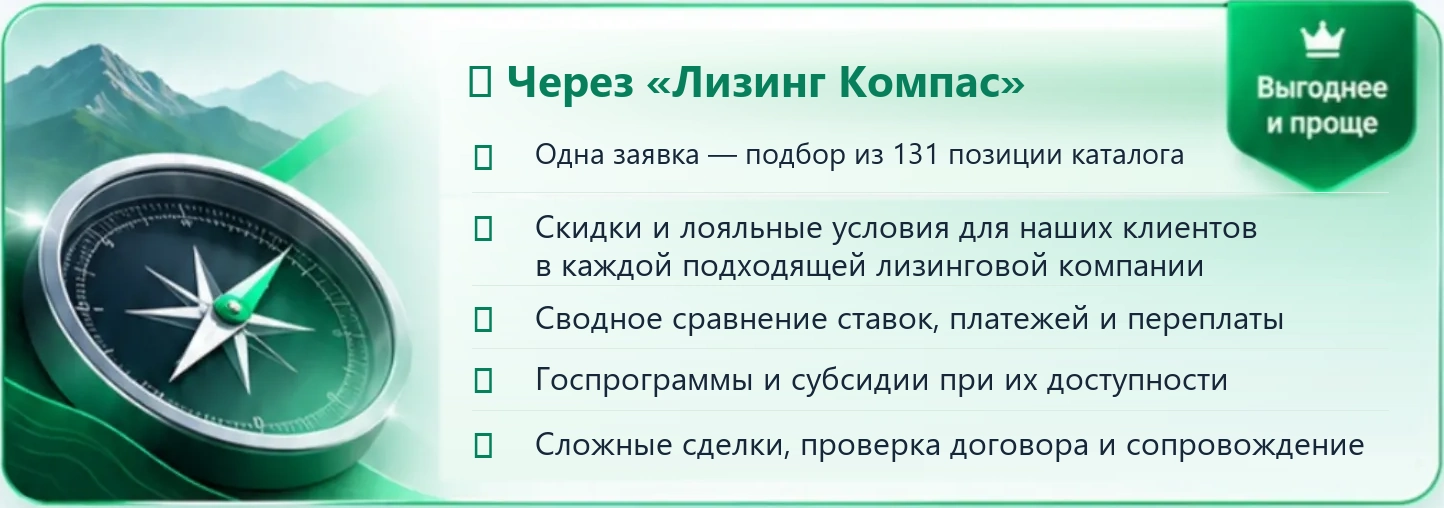 Выгоднее
и проще
Через «Лизинг Компас»
Одна заявка — подбор из 131 позиции каталога
Скидки и лояльные условия для наших клиентов
в каждой подходящей лизинговой компании
Сводное сравнение ставок, платежей и переплаты
Госпрограммы и субсидии при их доступности
Сложные сделки, проверка договора и сопровождение